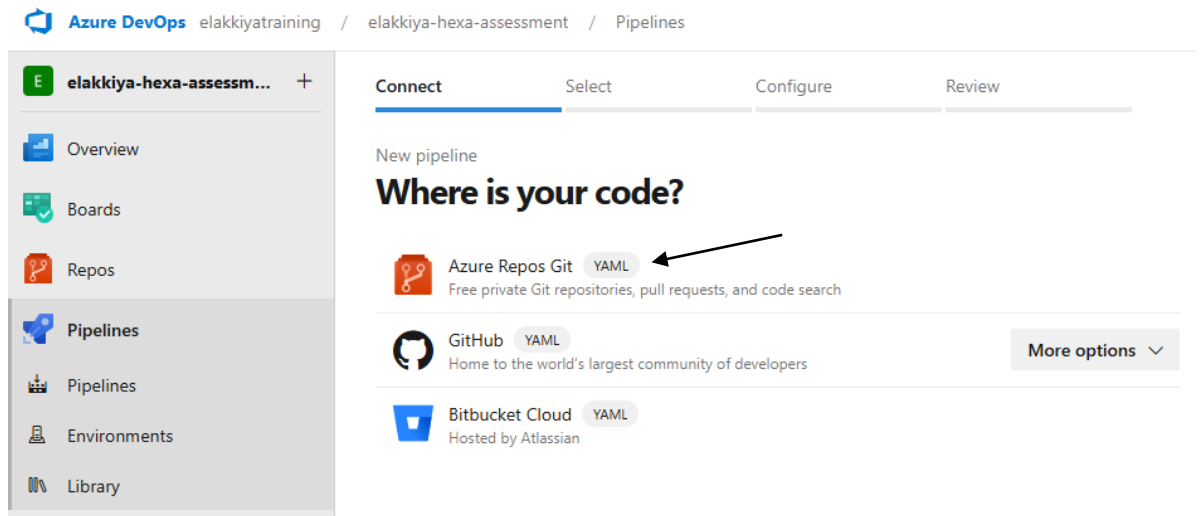 Azure DevOps elakkiyatraining / elakkiya-hexa-assessment / Pipelines
E elakkiya-hexa-assessm... +
Overview
Boards
Repos
Pipelines
Pipelines
Environments
Library
Connect Select Configure Review
New pipeline
Where is your code?
Azure Repos Git YAML
Free private Git repositories, pull requests, and code search
GitHub YAML
Home to the world's largest community of developers
More options
Bitbucket Cloud YAML
Hosted by Atlassian